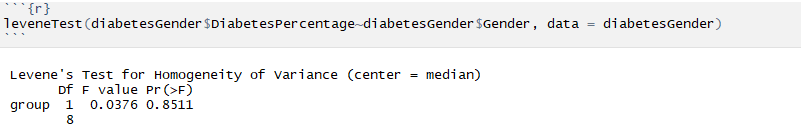 ```{r}
leveneTest(diabetesGender$DiabetesPercentage~diabetesGender$Gender, data = diabetesGender)
```
Levene's Test for Homogeneity of Variance (center = median)
Df F value Pr(>F)
group 1 0.0376 0.8511
8